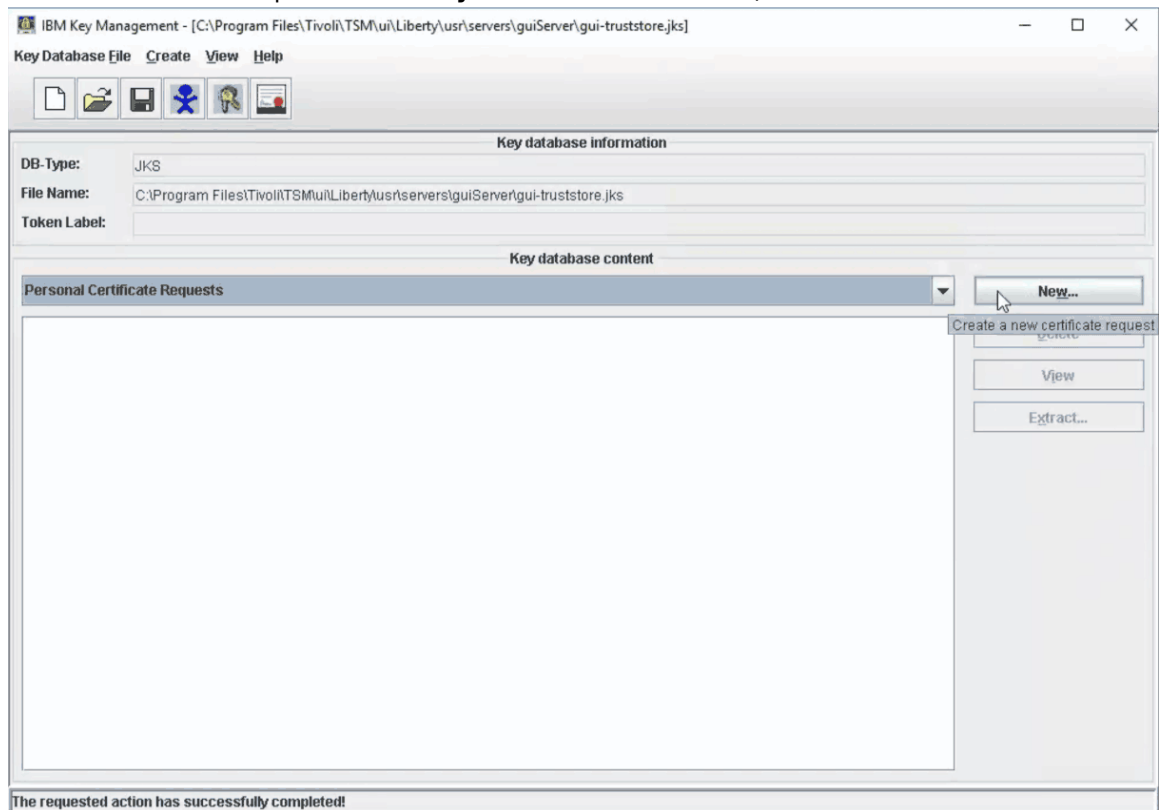 IBM Key Management - [C:\Program Files\Tivoli\TSM\ui\Liberty\usr\servers\guiServer\gui-truststore.jks]
Key Database File Create View Help
Key database information
DB-Type: JKS
File Name: C:\Program Files\Tivoli\TSM\ui\Liberty\usr\servers\guiServer\gui-truststore.jks
Token Label:
Key database content
Personal Certificate Requests
New...
Create a new certificate request
Delete
View
Extract...
The requested action has successfully completed!